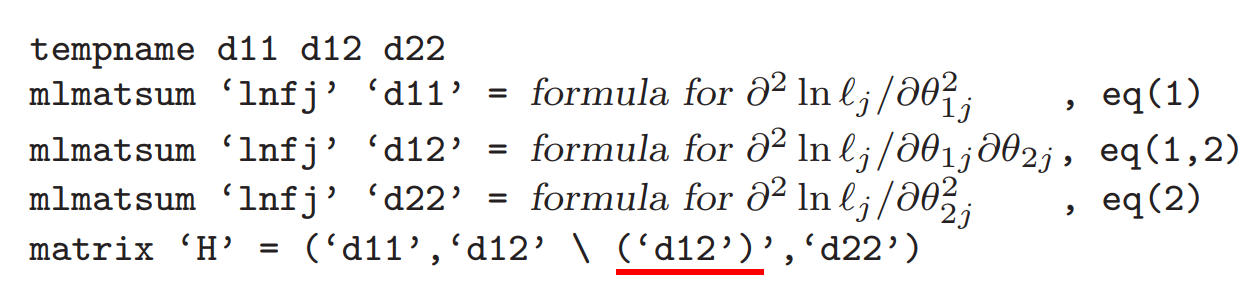 tempname d11 d12 d22
mlmatsum ‘lnfj’ ‘d11’ = formula for ∂² ln ℓⱼ/∂θ²₁ⱼ , eq(1)
mlmatsum ‘lnfj’ ‘d12’ = formula for ∂² ln ℓⱼ/∂θ₁ⱼ∂θ₂ⱼ, eq(1,2)
mlmatsum ‘lnfj’ ‘d22’ = formula for ∂² ln ℓⱼ/∂θ²₂ⱼ , eq(2)
matrix ‘H’ = (‘d11’,‘d12’ \ (‘d12’)’,‘d22’)